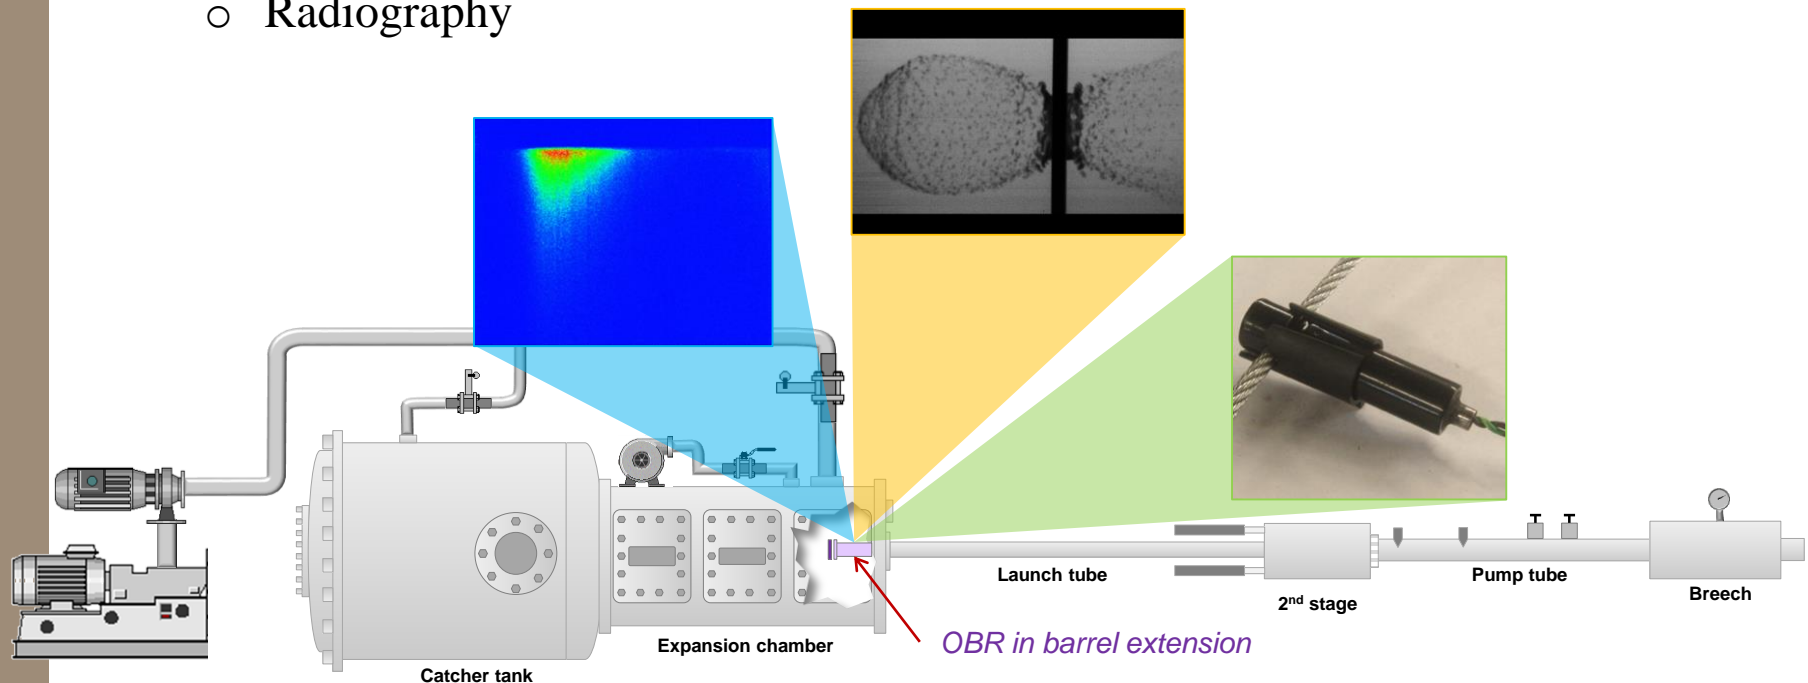 ○ Radiography
Launch tube
Pump tube
Breech
2nd stage
Expansion chamber
OBR in barrel extension
Catcher tank